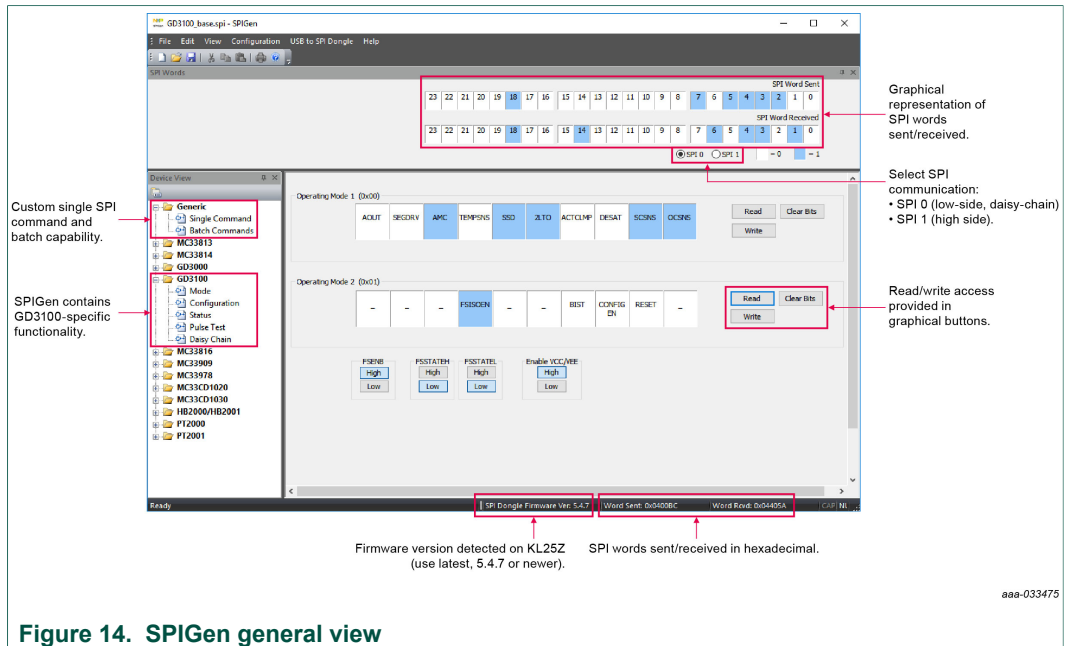 GD3100_base.spi - SPIGen
File Edit View Configuration USB to SPI Dongle Help
SPI Words
SPI Word Sent
23 22 21 20 19 18 17 16 15 14 13 12 11 10 9 8 7 6 5 4 3 2 1 0
SPI Word Received
23 22 21 20 19 18 17 16 15 14 13 12 11 10 9 8 7 6 5 4 3 2 1 0
SPI 0 SPI 1 - 0 - 1
Graphical
representation of
SPI words
sent/received.
Select SPI
communication:
• SPI 0 (low-side, daisy-chain)
• SPI 1 (high side).
Device View
Generic
Single Command
Batch Commands
MC33813
MC33814
GD3000
GD3100
Mode
Configuration
Status
Pulse Test
Daisy Chain
MC33816
MC33909
MC33978
MC33CD1020
MC33CD1030
HB2000/HB2001
PT2000
PT2001
Custom single SPI
command and
batch capability.
SPIGen contains
GD3100-specific
functionality.
Operating Mode 1 (0x00)
AOUT SEGDRV AMC TEMPSNS SSD 2LTO ACTCLMP DESAT SCSNS OCSNS
Read Clear Bits
Write
Operating Mode 2 (0x01)
– – – FSISOEN – – BIST CONFIG EN RESET –
Read Clear Bits
Write
Read/write access
provided in
graphical buttons.
FSENB FSSTATEH FSSTATEL Enable VCC/VEE
High High High High
Low Low Low Low
Ready SPI Dongle Firmware Ver: 5.4.7 Word Sent: 0x0400BC Word Rcvd: 0x04405A CAP NL
Firmware version detected on KL25Z
(use latest, 5.4.7 or newer).
SPI words sent/received in hexadecimal.
aaa-033475
Figure 14. SPIGen general view